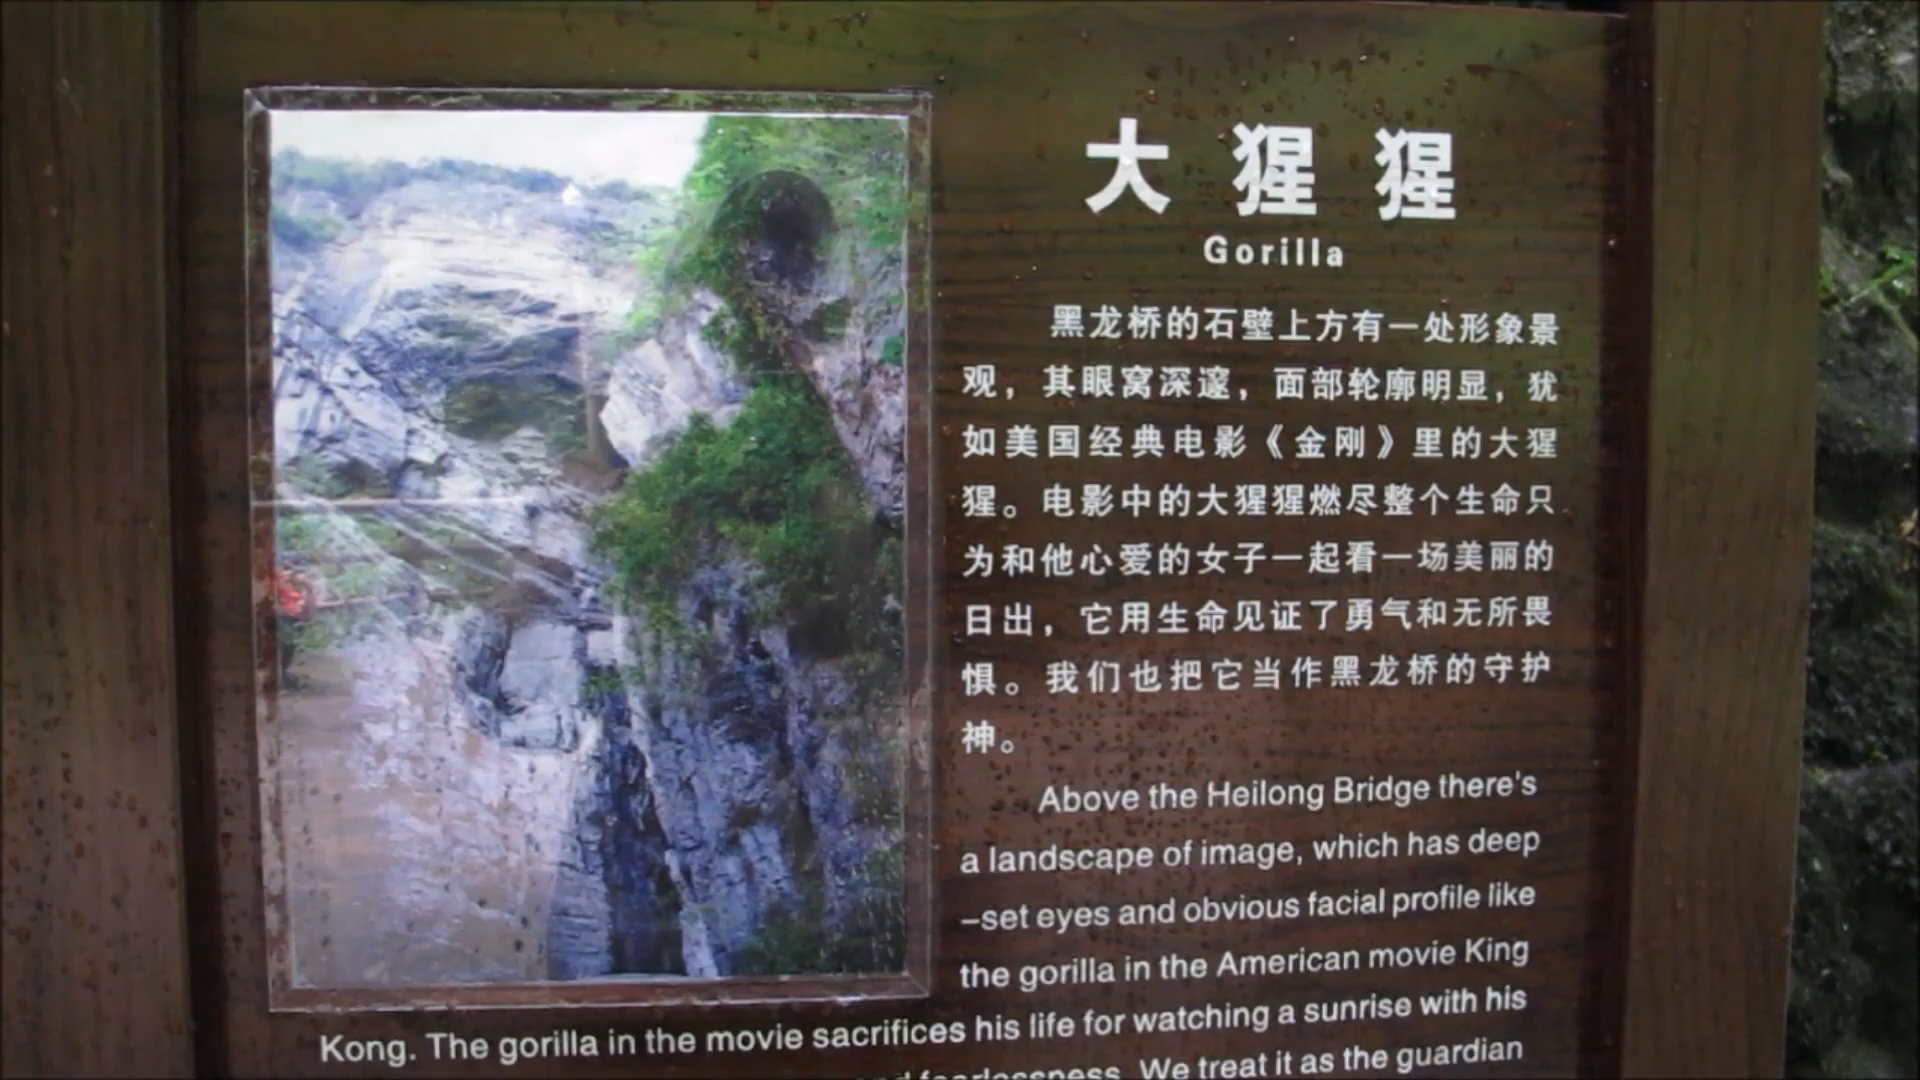 大猩猩
Gorilla
黑龙桥的石壁上方有一处形象景
观，其眼窝深邃，面部轮廓明显，犹
如美国经典电影《金刚》里的大猩
猩。电影中的大猩猩燃尽整个生命只
为和他心爱的女子一起看一场美丽的
日出，它用生命见证了勇气和无所畏
惧。我们也把它当作黑龙桥的守护
神。
Above the Heilong Bridge there's
a landscape of image, which has deep
-set eyes and obvious facial profile like
the gorilla in the American movie King
Kong. The gorilla in the movie sacrifices his life for watching a sunrise with his
fearlessness. We treat it as the guardian